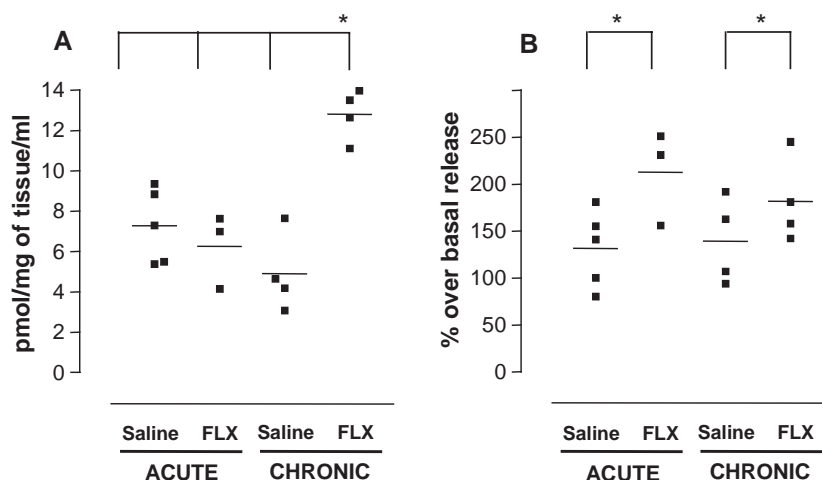 A
*
pmol/mg of tissue/ml
14
12
10
8
6
4
2
0
Saline FLX Saline FLX
ACUTE CHRONIC
B
* *
% over basal release
250
200
150
100
50
0
Saline FLX Saline FLX
ACUTE CHRONIC